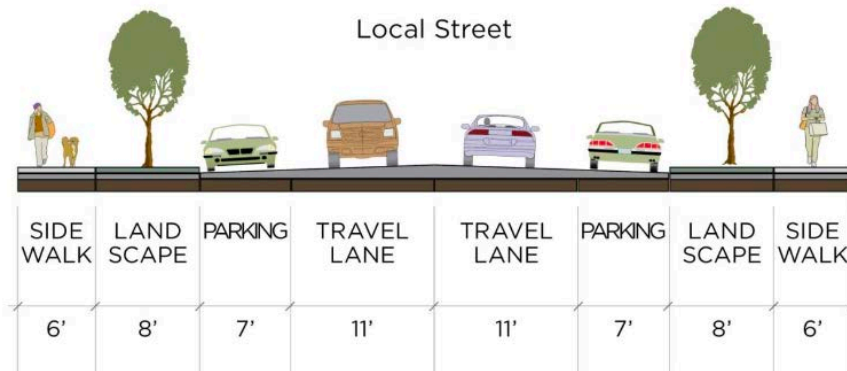 Local Street
SIDE LAND PARKING TRAVEL TRAVEL PARKING LAND SIDE
WALK SCAPE LANE LANE SCAPE WALK
6' 8' 7' 11' 11' 7' 8' 6'